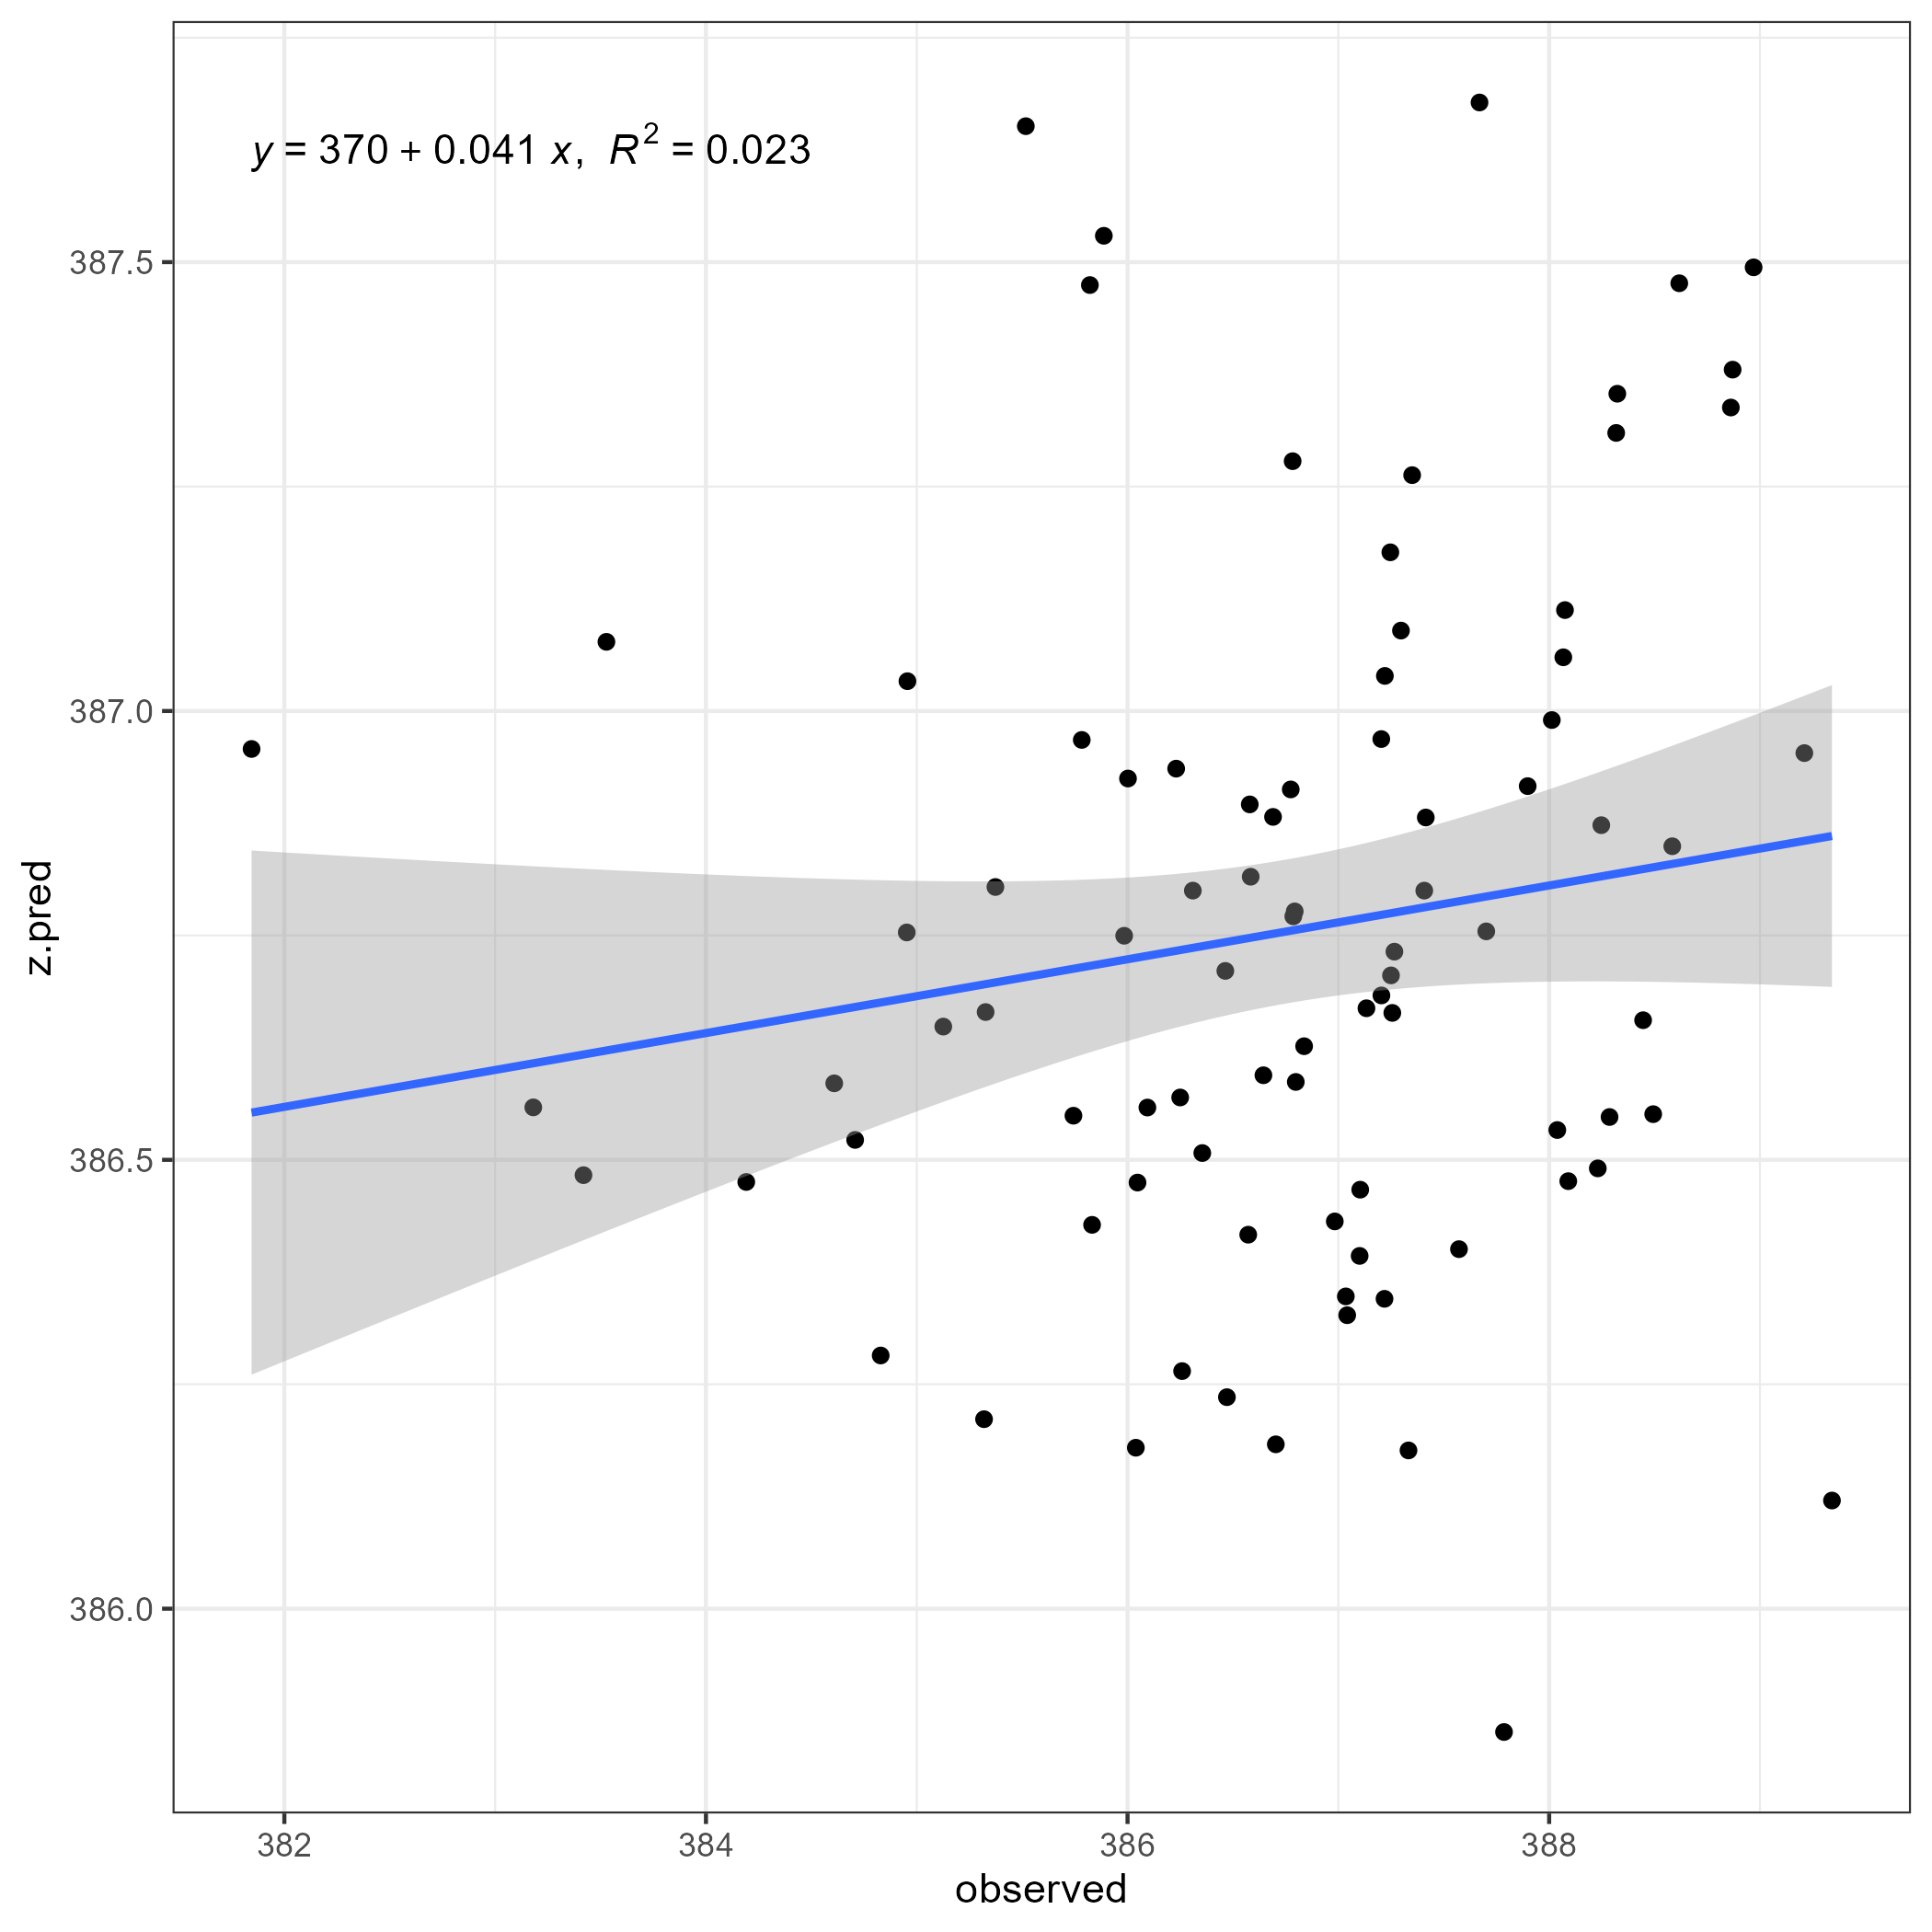 y = 370 + 0.041 x, R² = 0.023
387.5
387.0
386.5
386.0
z.pred
382 384 386 388
observed